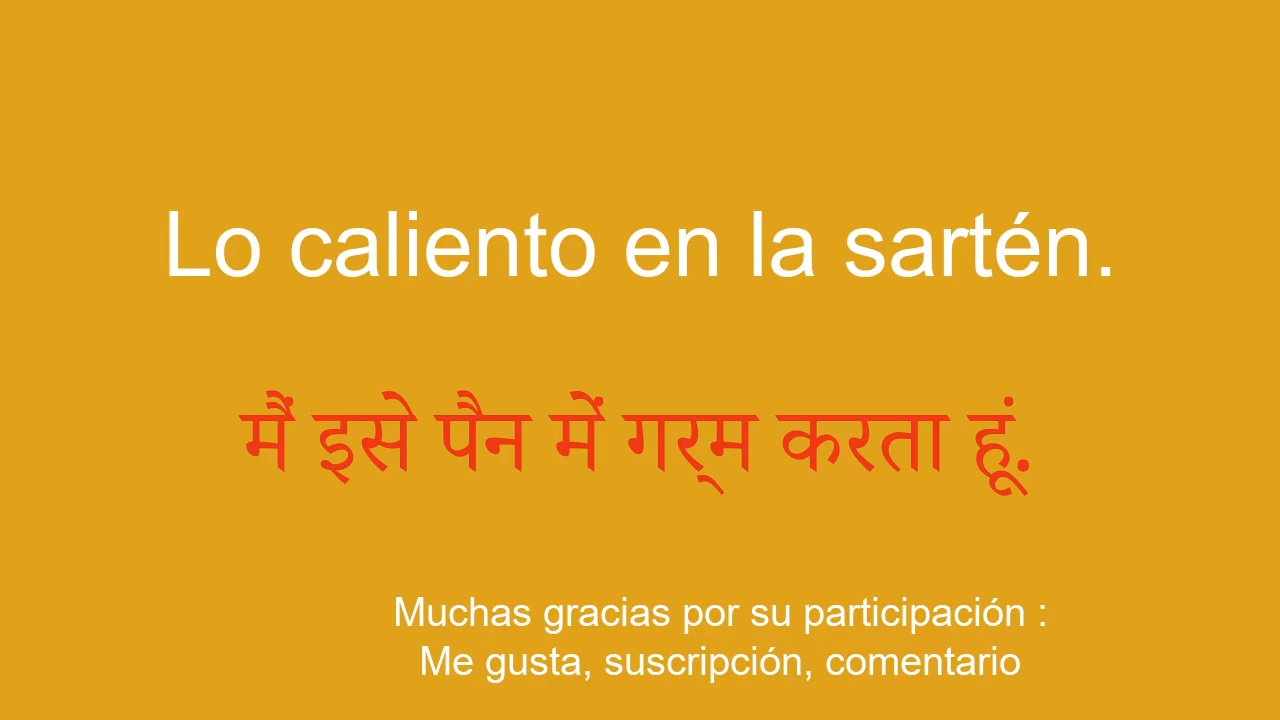 Lo caliento en la sartén.
मैं इसे पैन में गर्म करता हूं.
Muchas gracias por su participación :
Me gusta, suscripción, comentario